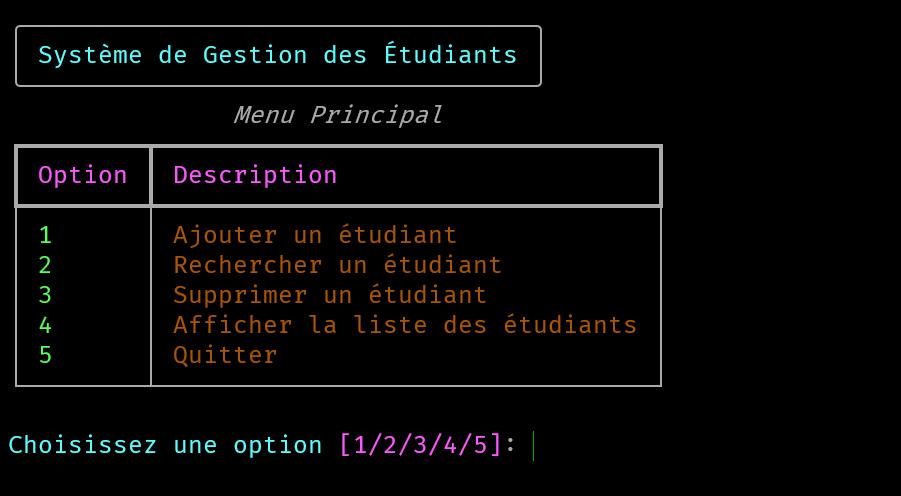 Système de Gestion des Étudiants
Menu Principal
Option Description
1 Ajouter un étudiant
2 Rechercher un étudiant
3 Supprimer un étudiant
4 Afficher la liste des étudiants
5 Quitter
Choisissez une option [1/2/3/4/5]: